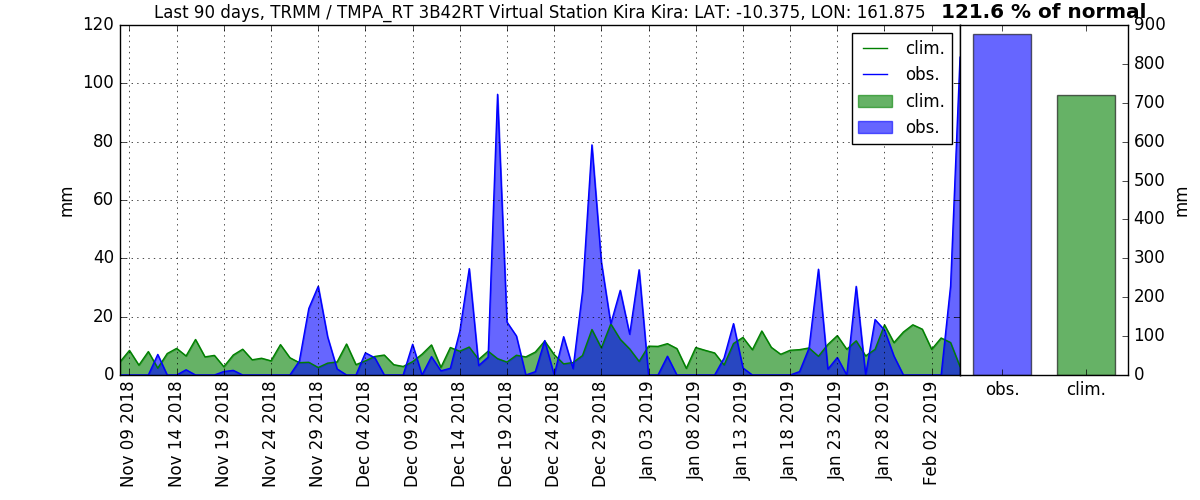 Last 90 days, TRMM / TMPA_RT 3B42RT Virtual Station Kira Kira: LAT: -10.375, LON: 161.875
121.6 % of normal
120
100
80
60
40
20
0
mm
clim.
obs.
clim.
obs.
Nov 09 2018
Nov 14 2018
Nov 19 2018
Nov 24 2018
Nov 29 2018
Dec 04 2018
Dec 09 2018
Dec 14 2018
Dec 19 2018
Dec 24 2018
Dec 29 2018
Jan 03 2019
Jan 08 2019
Jan 13 2019
Jan 18 2019
Jan 23 2019
Jan 28 2019
Feb 02 2019
900
800
700
600
500
400
300
200
100
0
mm
obs.
clim.